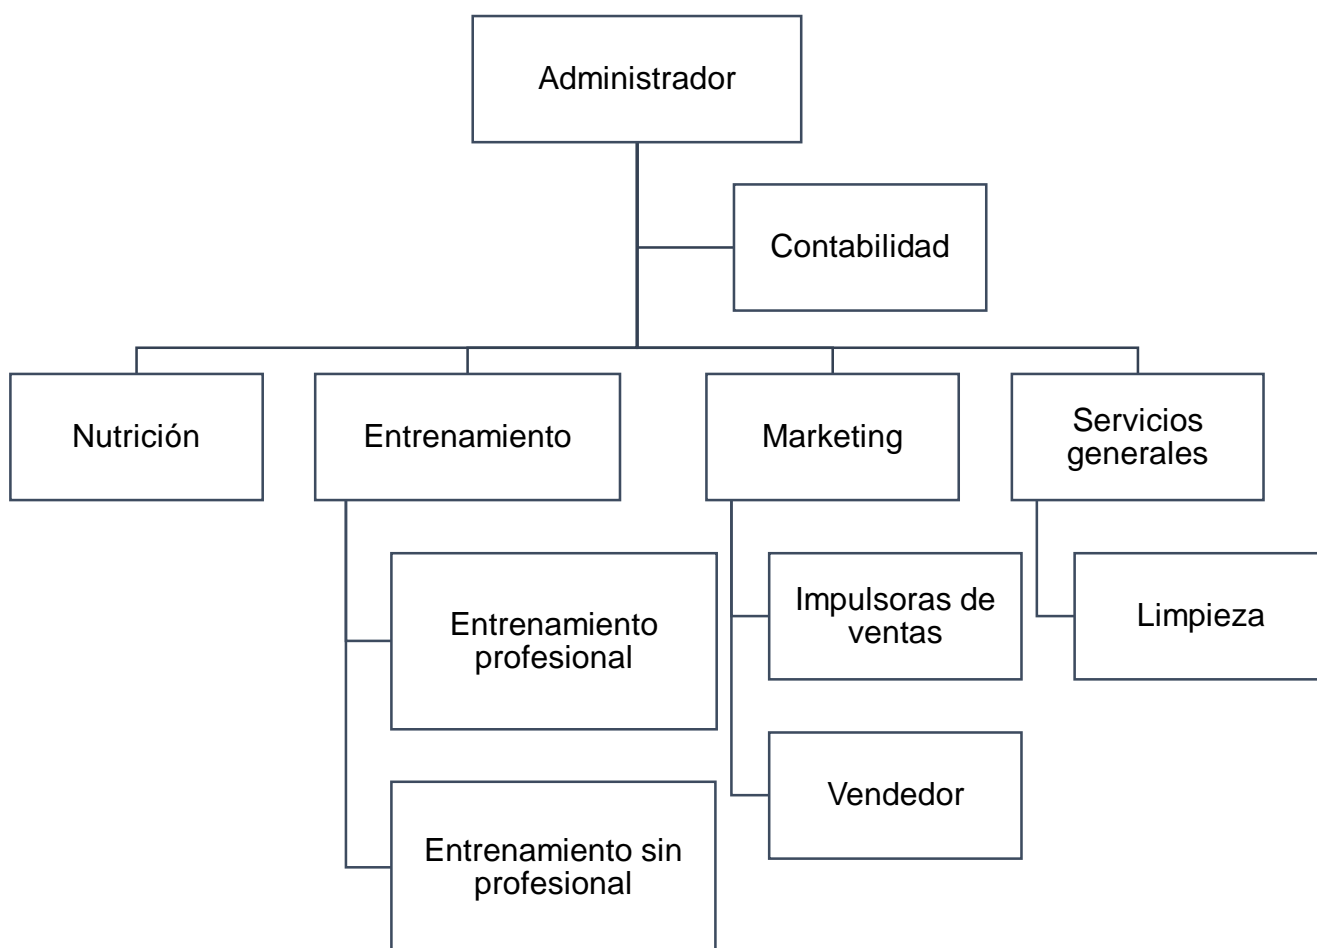 Administrador
Contabilidad
Nutrición
Entrenamiento
Marketing
Servicios
generales
Entrenamiento
profesional
Impulsoras de
ventas
Limpieza
Vendedor
Entrenamiento sin
profesional